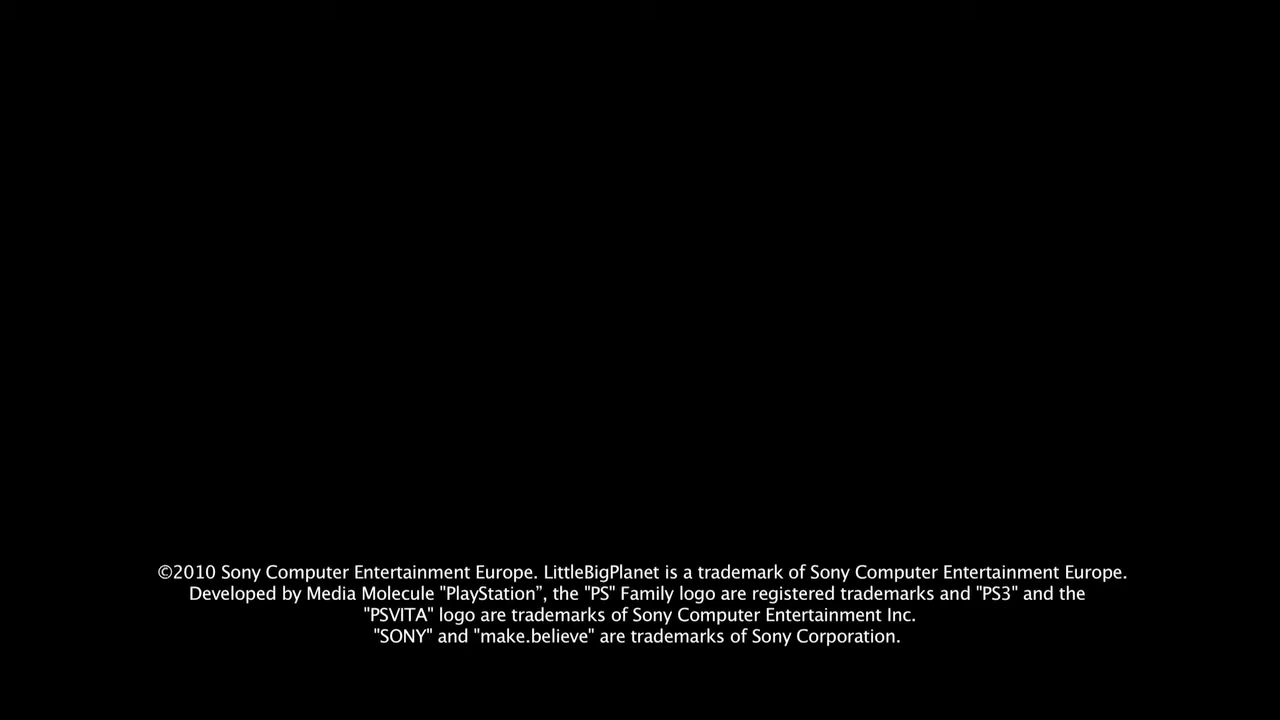 ©2010 Sony Computer Entertainment Europe. LittleBigPlanet is a trademark of Sony Computer Entertainment Europe.
Developed by Media Molecule "PlayStation”, the "PS" Family logo are registered trademarks and "PS3" and the
"PSVITA" logo are trademarks of Sony Computer Entertainment Inc.
"SONY" and "make.believe" are trademarks of Sony Corporation.